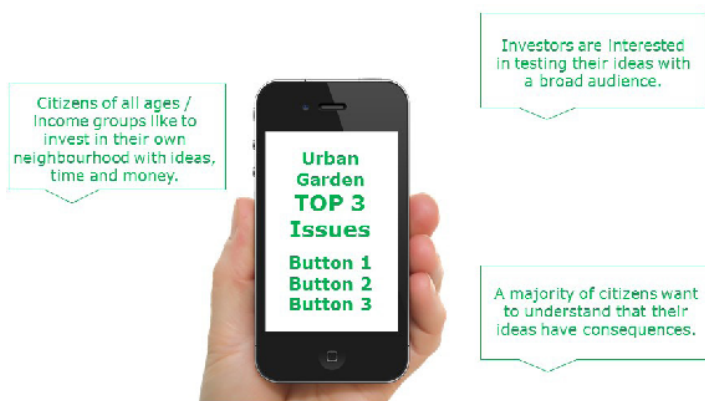 Citizens of all ages /
income groups like to
invest in their own
neighbourhood with ideas,
time and money.
Urban
Garden
TOP 3
Issues
Button 1
Button 2
Button 3
Investors are interested
in testing their ideas with
a broad audience.
A majority of citizens want
to understand that their
ideas have consequences.